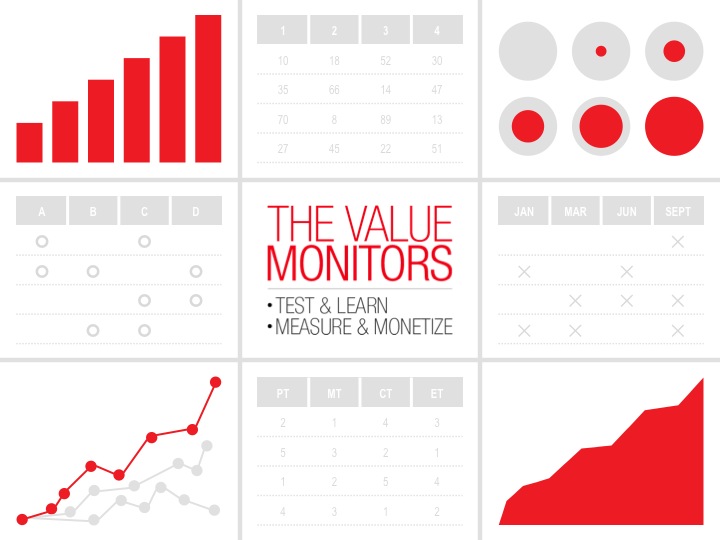 1 2 3 4
10 18 52 30
35 66 14 47
70 8 89 13
27 45 22 51
A B C D
THE VALUE
MONITORS
• TEST & LEARN
• MEASURE & MONETIZE
JAN MAR JUN SEPT
PT MT CT ET
2 1 4 3
5 3 2 1
1 2 5 4
4 3 1 2